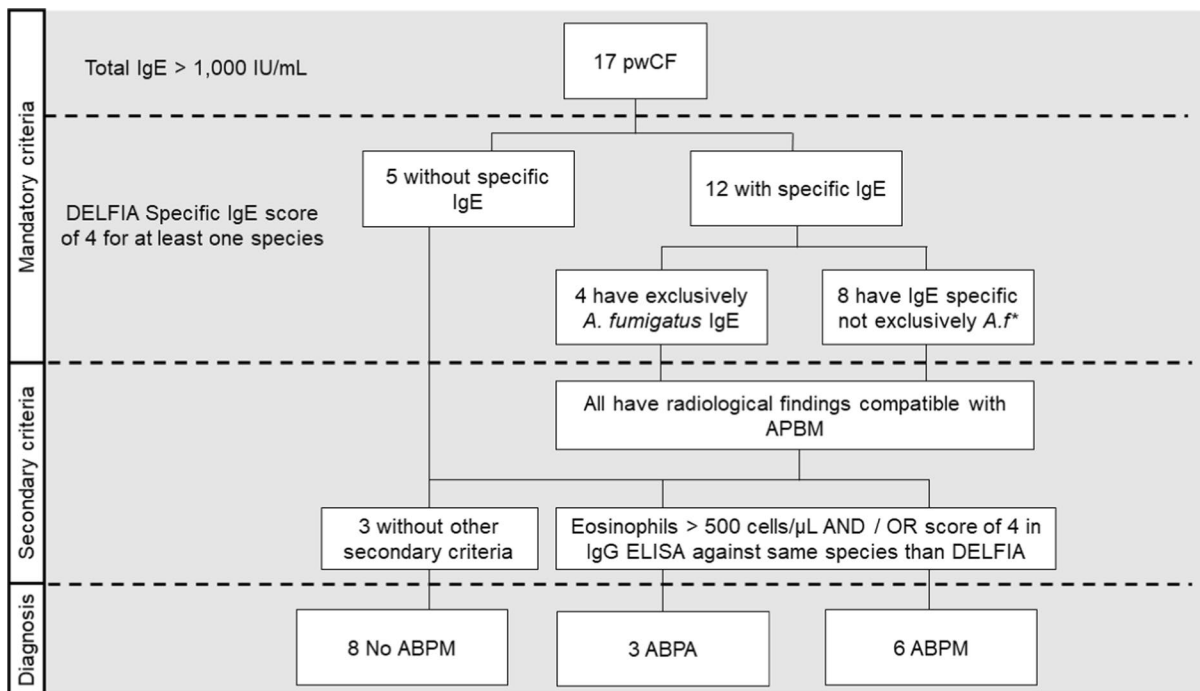 Mandatory criteria
Total IgE > 1,000 IU/mL
17 pwCF
DELFIA Specific IgE score
of 4 for at least one species
5 without specific
IgE
12 with specific IgE
4 have exclusively
A. fumigatus IgE
8 have IgE specific
not exclusively A.f*
Secondary criteria
All have radiological findings compatible with
APBM
3 without other
secondary criteria
Eosinophils > 500 cells/µL AND / OR score of 4 in
IgG ELISA against same species than DELFIA
Diagnosis
8 No ABPM
3 ABPA
6 ABPM